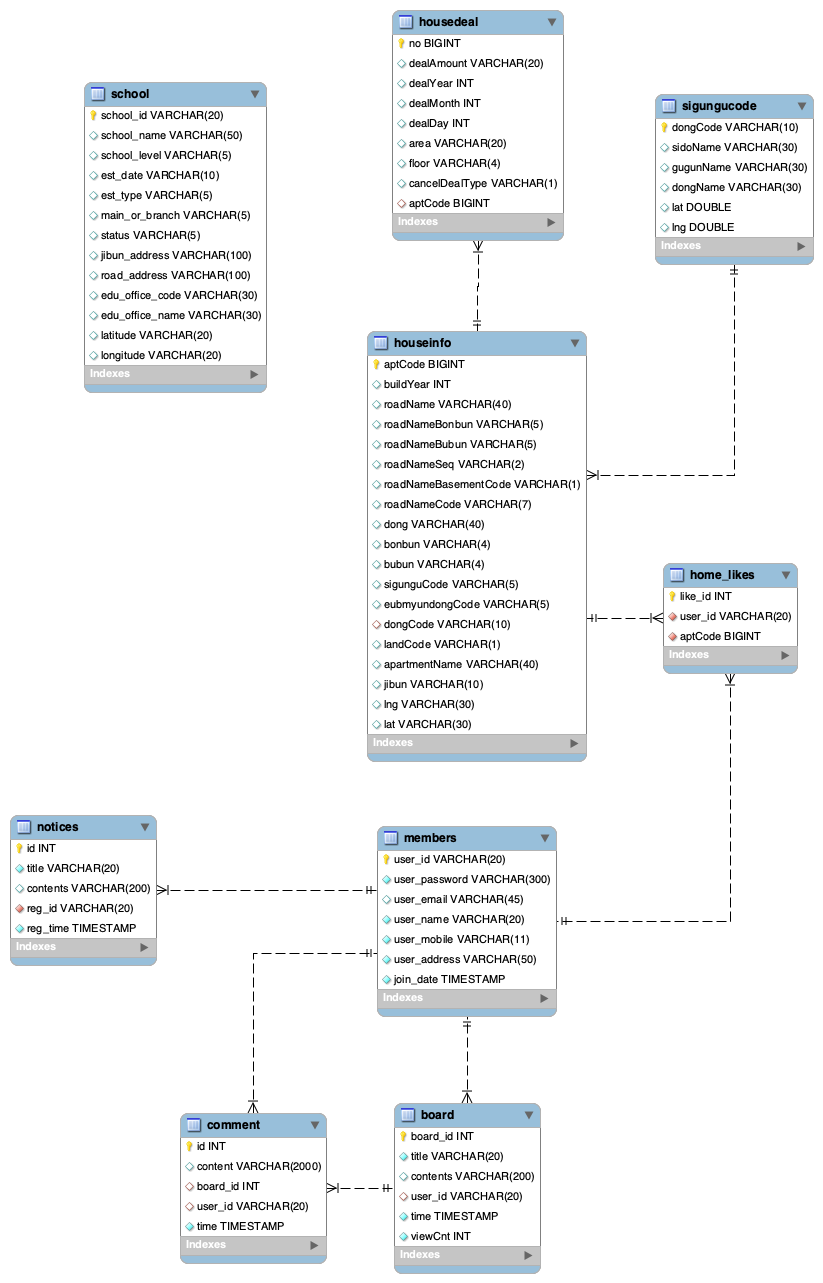 housedeal
no BIGINT
dealAmount VARCHAR(20)
dealYear INT
dealMonth INT
dealDay INT
area VARCHAR(20)
floor VARCHAR(4)
cancelDealType VARCHAR(1)
aptCode BIGINT
Indexes
school
school_id VARCHAR(20)
school_name VARCHAR(50)
school_level VARCHAR(5)
est_date VARCHAR(10)
est_type VARCHAR(5)
main_or_branch VARCHAR(5)
status VARCHAR(5)
jibun_address VARCHAR(100)
road_address VARCHAR(100)
edu_office_code VARCHAR(30)
edu_office_name VARCHAR(30)
latitude VARCHAR(20)
longitude VARCHAR(20)
Indexes
sigungucode
dongCode VARCHAR(10)
sidoName VARCHAR(30)
gugunName VARCHAR(30)
dongName VARCHAR(30)
lat DOUBLE
lng DOUBLE
Indexes
houseinfo
aptCode BIGINT
buildYear INT
roadName VARCHAR(40)
roadNameBonbun VARCHAR(5)
roadNameBubun VARCHAR(5)
roadNameSeq VARCHAR(2)
roadNameBasementCode VARCHAR(1)
roadNameCode VARCHAR(7)
dong VARCHAR(40)
bonbun VARCHAR(4)
bubun VARCHAR(4)
sigunguCode VARCHAR(5)
eubmyundongCode VARCHAR(5)
dongCode VARCHAR(10)
landCode VARCHAR(1)
apartmentName VARCHAR(40)
jibun VARCHAR(10)
lng VARCHAR(30)
lat VARCHAR(30)
Indexes
home_likes
like_id INT
user_id VARCHAR(20)
aptCode BIGINT
Indexes
notices
id INT
title VARCHAR(20)
contents VARCHAR(200)
reg_id VARCHAR(20)
reg_time TIMESTAMP
Indexes
members
user_id VARCHAR(20)
user_password VARCHAR(300)
user_email VARCHAR(45)
user_name VARCHAR(20)
user_mobile VARCHAR(11)
user_address VARCHAR(50)
join_date TIMESTAMP
Indexes
comment
id INT
content VARCHAR(2000)
board_id INT
user_id VARCHAR(20)
time TIMESTAMP
Indexes
board
board_id INT
title VARCHAR(20)
contents VARCHAR(200)
user_id VARCHAR(20)
time TIMESTAMP
viewCnt INT
Indexes